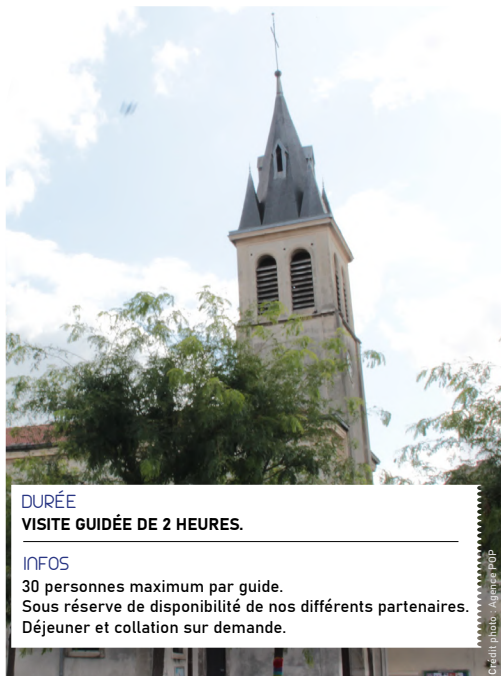 DURÉE
VISITE GUIDÉE DE 2 HEURES.
INFOS
30 personnes maximum par guide.
Sous réserve de disponibilité de nos différents partenaires.
Déjeuner et collation sur demande.
Crédit photo : Agence POP